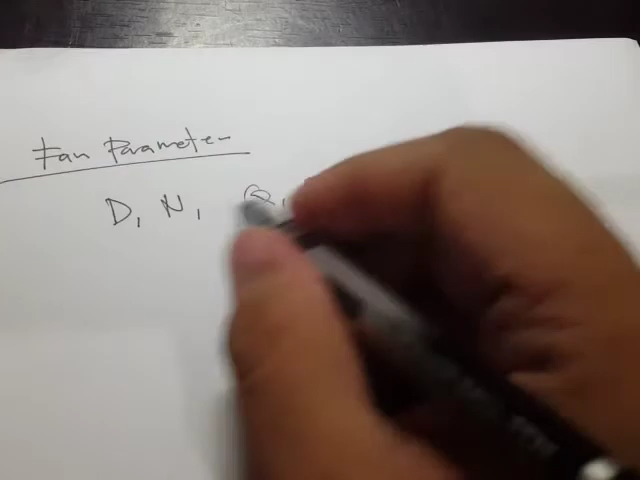 Fan Parameter
D, N, Q,